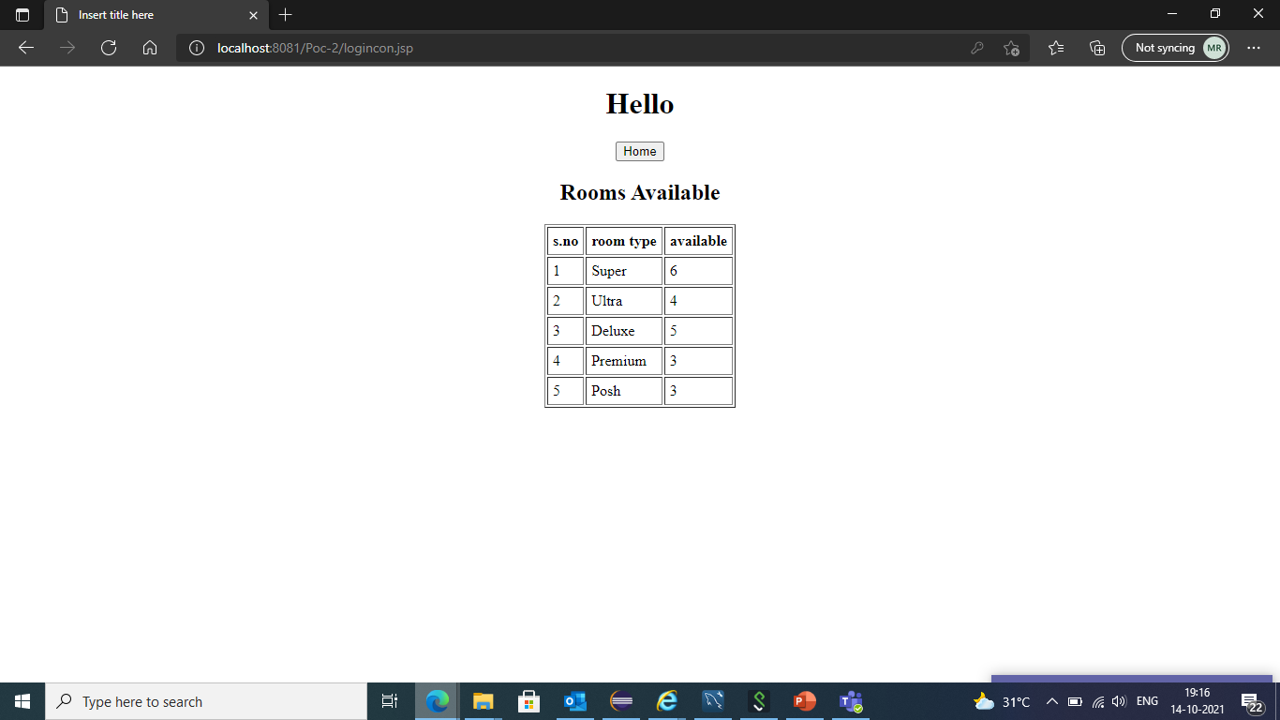 Insert title here
localhost:8081/Poc-2/logincon.jsp
Not syncing MR
Hello
Home
Rooms Available
s.no room type available
1 Super 6
2 Ultra 4
3 Deluxe 5
4 Premium 3
5 Posh 3
Type here to search
31°C ENG
19:16
14-10-2021
22